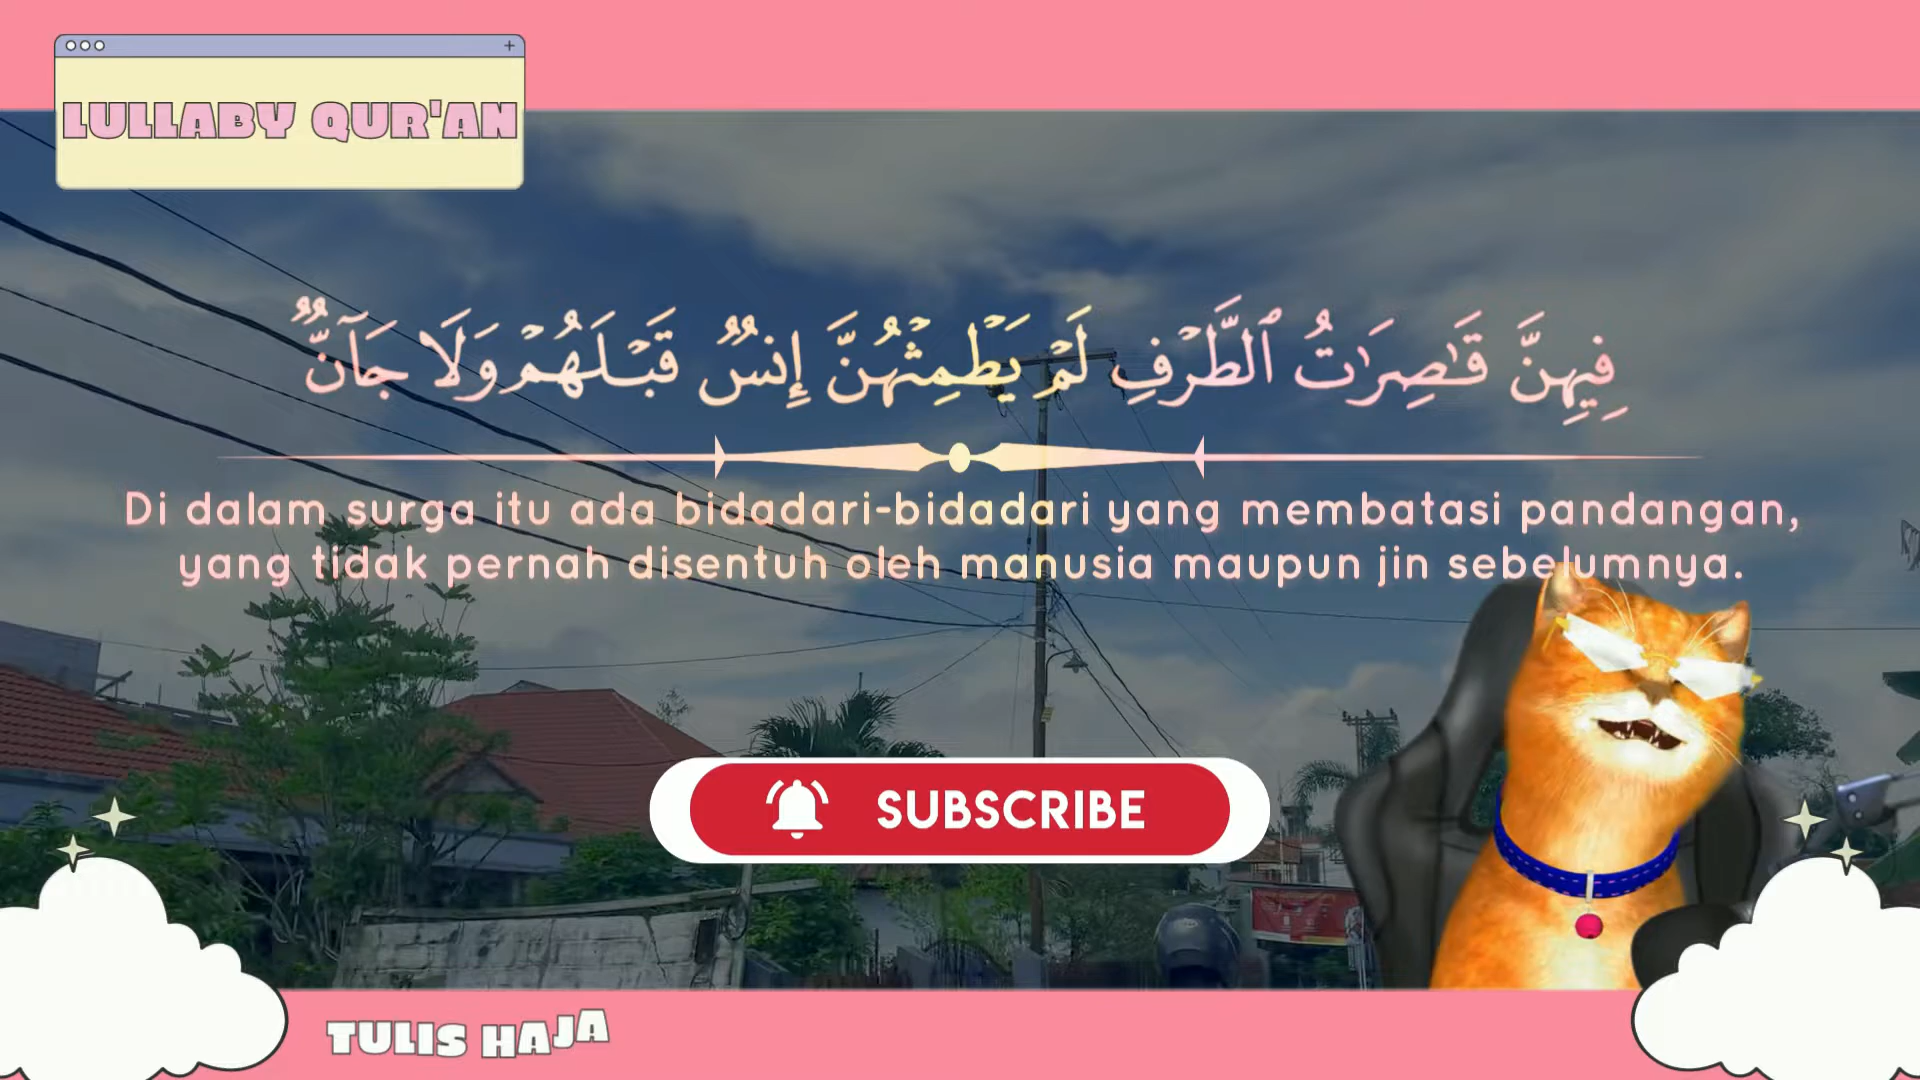 LULLABY QUR'AN
فِيهِنَّ قَٰصِرَٰتُ ٱلطَّرْفِ لَمْ يَطْمِثْهُنَّ إِنسٌ قَبْلَهُمْ وَلَا جَآنٌّ
Di dalam surga itu ada bidadari-bidadari yang membatasi pandangan,
yang tidak pernah disentuh oleh manusia maupun jin sebelumnya.
SUBSCRIBE
TULIS HAJA